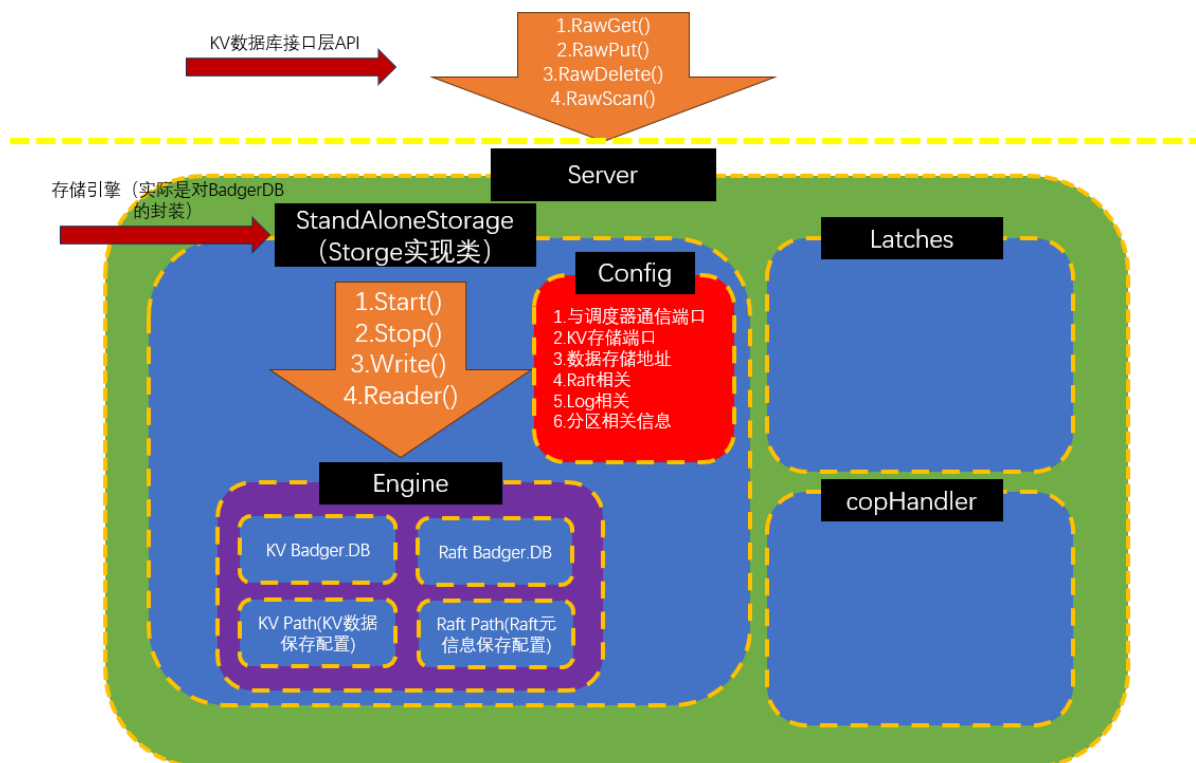 KV数据库接口层API
1.RawGet()
2.RawPut()
3.RawDelete()
4.RawScan()
Server
存储引擎（实际是对BadgerDB
的封装）
StandAloneStorage
（Storge实现类）
Latches
Config
1.Start()
2.Stop()
3.Write()
4.Reader()
1.与调度器通信端口
2.KV存储端口
3.数据存储地址
4.Raft相关
5.Log相关
6.分区相关信息
Engine
copHandler
KV Badger.DB
Raft Badger.DB
KV Path(KV数据
保存配置)
Raft Path(Raft元
信息保存配置)